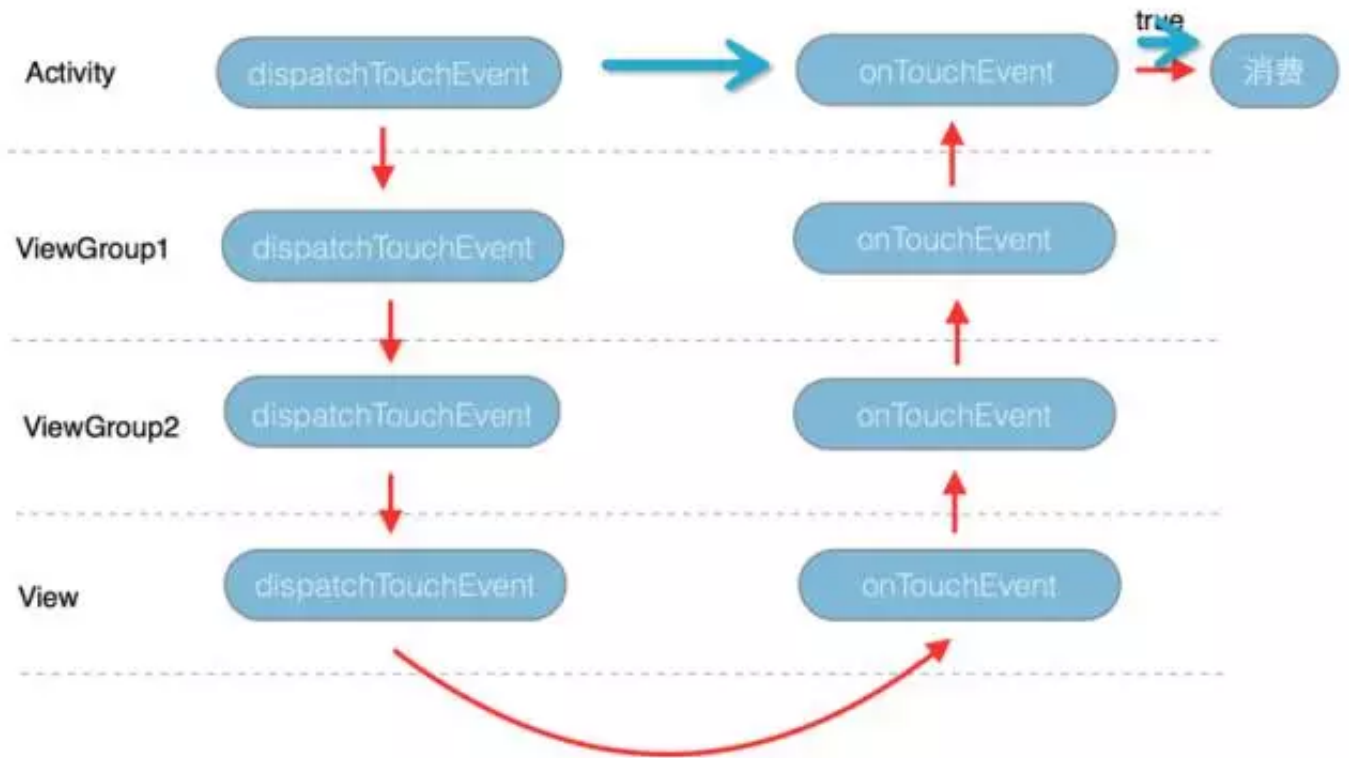 true
Activity dispatchTouchEvent onTouchEvent 消费
ViewGroup1 dispatchTouchEvent onTouchEvent
ViewGroup2 dispatchTouchEvent onTouchEvent
View dispatchTouchEvent onTouchEvent